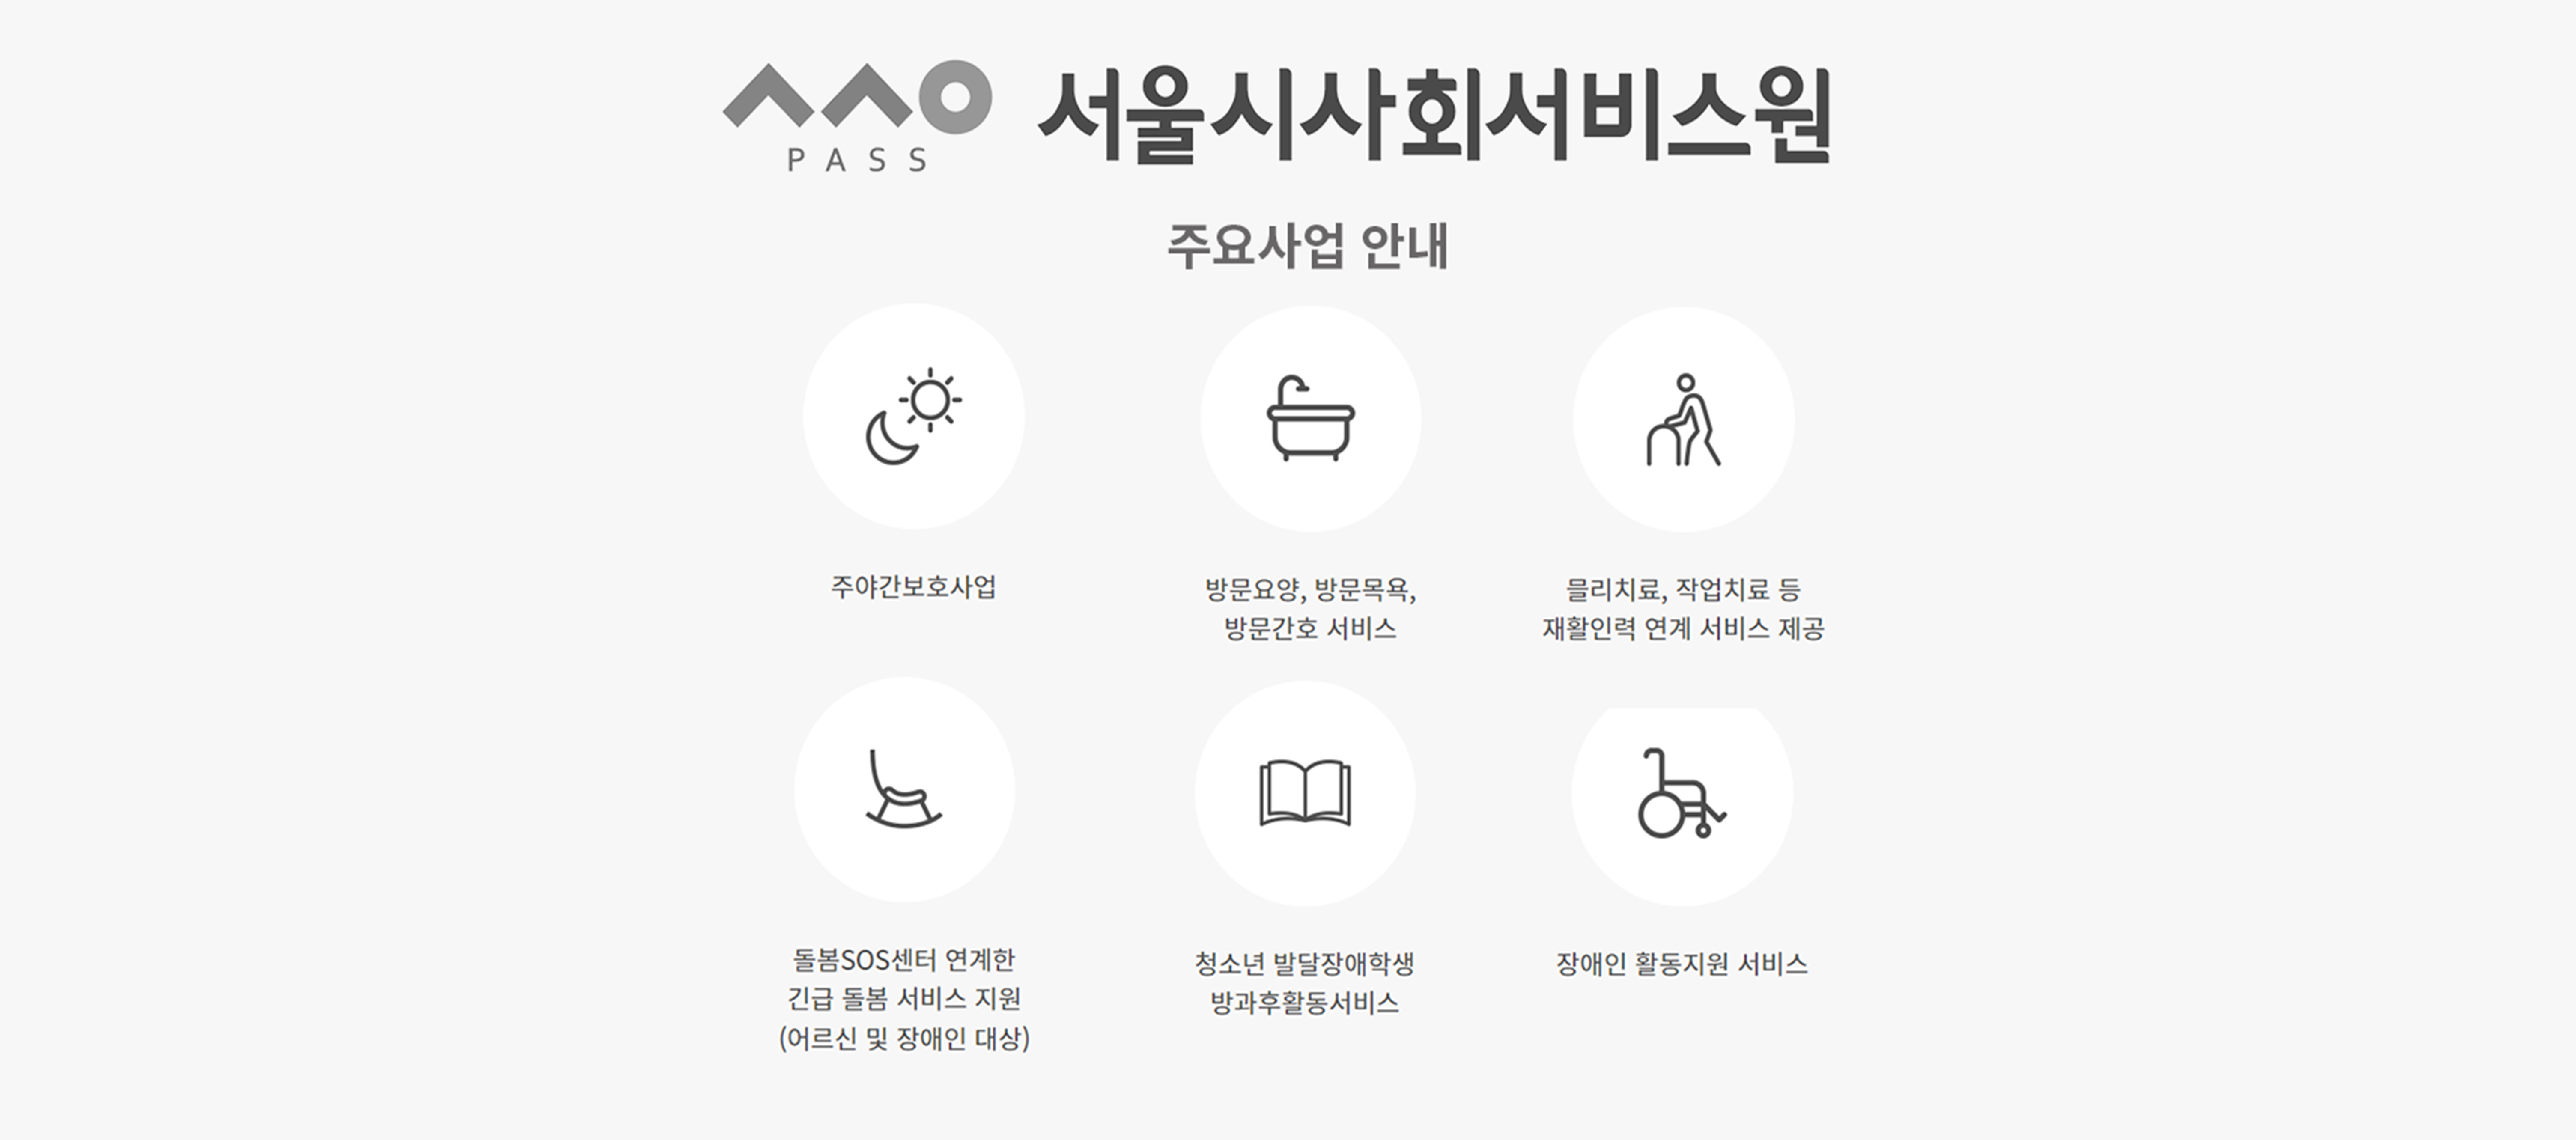 ㅅㅅㅇ
PASS
서울시사회서비스원
주요사업 안내
주야간보호사업
방문요양, 방문목욕,
방문간호 서비스
믈리치료, 작업치료 등
재활인력 연계 서비스 제공
돌봄SOS센터 연계한
긴급 돌봄 서비스 지원
(어르신 및 장애인 대상)
청소년 발달장애학생
방과후활동서비스
장애인 활동지원 서비스